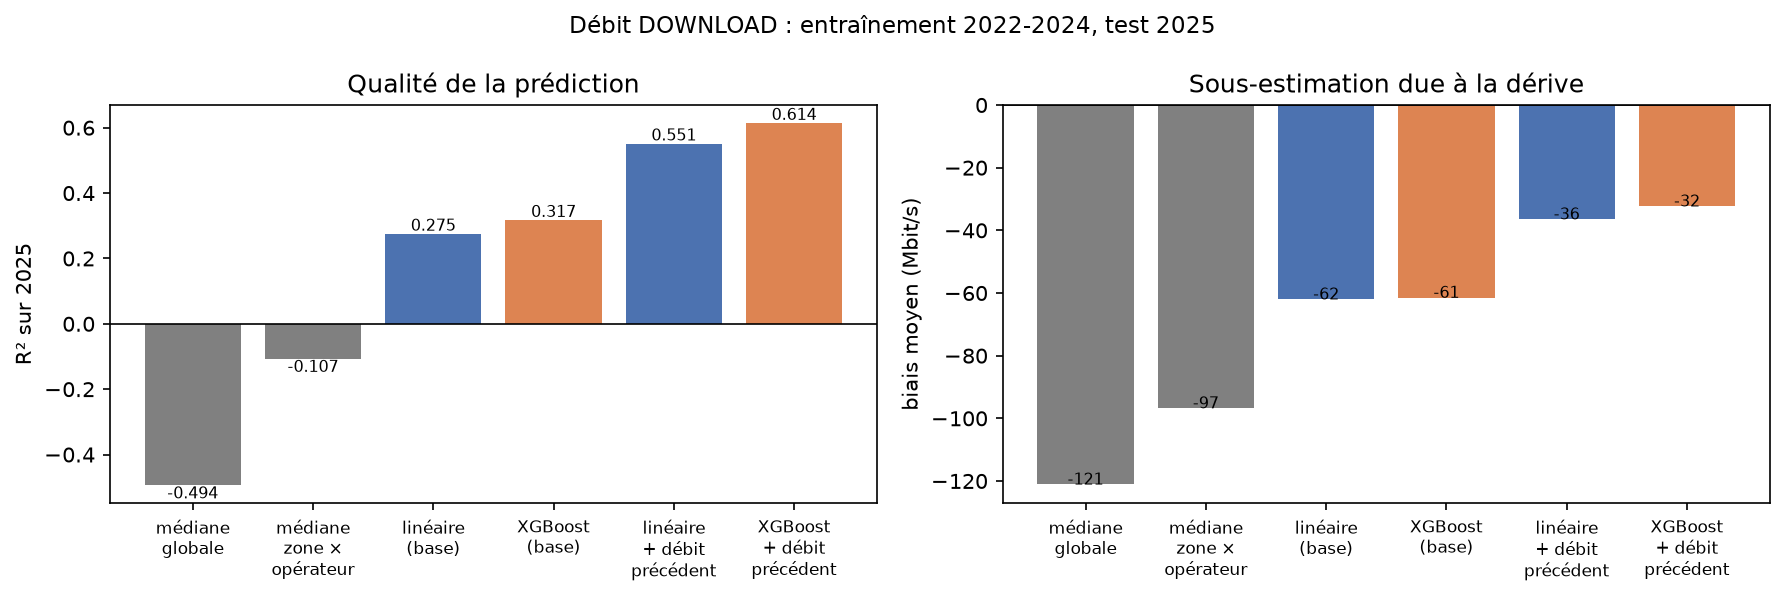 Débit DOWNLOAD : entraînement 2022-2024, test 2025
Qualité de la prédiction
R² sur 2025
0.6
0.4
0.2
0.0
−0.2
−0.4
-0.494
-0.107
0.275
0.317
0.551
0.614
médiane
globale
médiane
zone ×
opérateur
linéaire
(base)
XGBoost
(base)
linéaire
+ débit
précédent
XGBoost
+ débit
précédent
Sous-estimation due à la dérive
biais moyen (Mbit/s)
0
−20
−40
−60
−80
−100
−120
-121
-97
-62
-61
-36
-32
médiane
globale
médiane
zone ×
opérateur
linéaire
(base)
XGBoost
(base)
linéaire
+ débit
précédent
XGBoost
+ débit
précédent